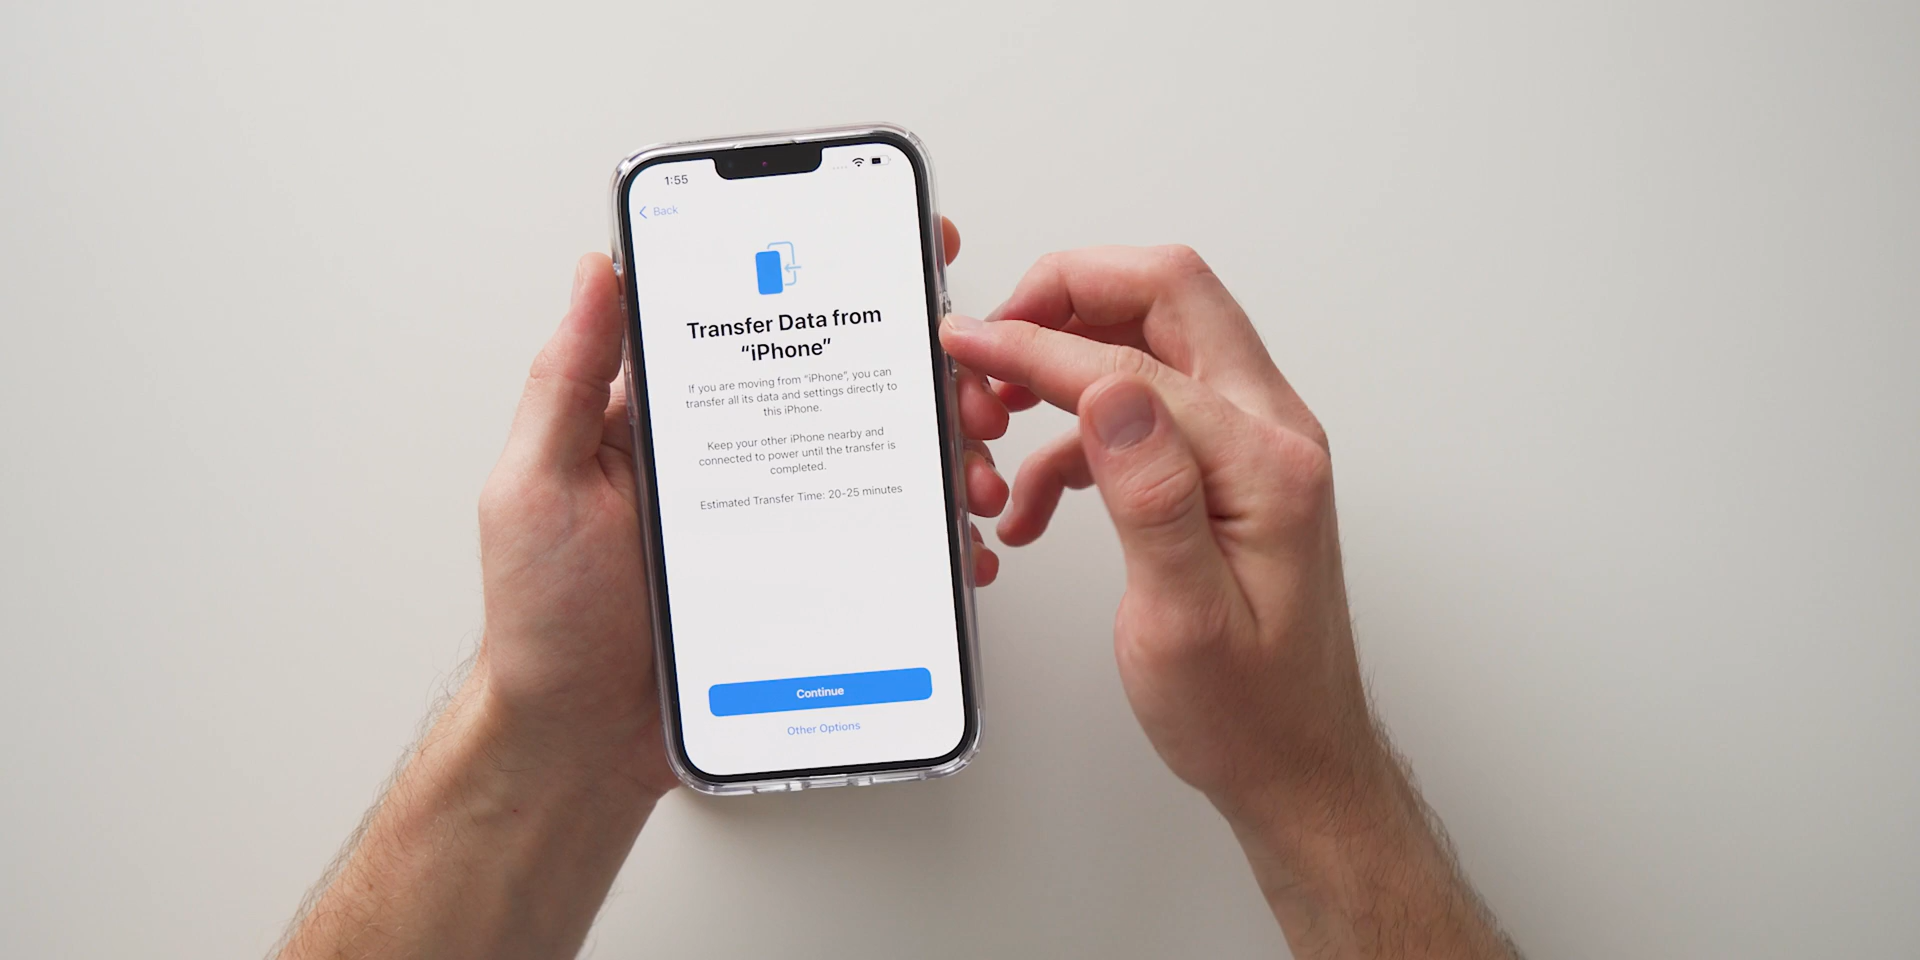 1:55
Back
Transfer Data from
“iPhone”
If you are moving from “iPhone”, you can
transfer all its data and settings directly to
this iPhone.
Keep your other iPhone nearby and
connected to power until the transfer is
completed.
Estimated Transfer Time: 20-25 minutes
Continue
Other Options